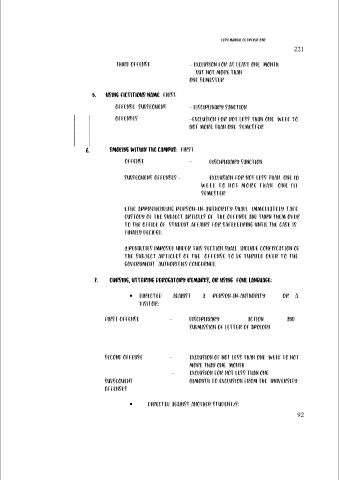 221
THIRD OFFENSE - EXCLUSION FOR AT LEAST ONE MONTH
BUT NOT MORE THAN
ONE SEMESTER
5. USING FICTITIOUS NAME FIRST
OFFENSE SUBSEQUENT - DISCIPLINARY SANCTION
OFFENSES -EXCLUSION FOR NOT LESS THAN ONE WEEK TO
NOT MORE THAN ONE SEMESTER
6. SMOKING WITHIN THE CAMPUS: FIRST
OFFENSE - DISCIPLINARY SANCTION
SUBSEQUENT OFFENSES - EXCLUSION FOR NOT LESS THAN ONE (1)
WEEK TO NOT MORE THAN ONE (1)
SEMESTER
1.THE APPREHENDING PERSON-IN-AUTHORITY SHALL IMMEDIATELY TAKE
CUSTODY OF THE SUBJECT ARTICLES OF THE OFFENSE AND TURN THEM OVER
TO THE OFFICE OF STUDENT AFFAIRS FOR SAFEKEEPING UNTIL THE CASE IS
FINALLY DECIDED.
2.PENALTIES IMPOSED UNDER THIS SECTION SHALL INCLUDE CONFISCATION OF
THE SUBJECT ARTICLES OF THE OFFENSE TO BE TURNED OVER TO THE
GOVERNMENT AUTHORITIES CONCERNED.
7. CURSING, UTTERING DEROGATORY REMARKS, OR USING FOUL LANGUAGE:
• DIRECTED AGAINST A PERSON-IN-AUTHORITY OR A
VISITOR:
FIRST OFFENSE - DISCIPLINARY ACTION AND
SUBMISSION OF LETTER OF APOLOGY
SECOND OFFENSE - EXCLUSION OF NOT LESS THAN ONE WEEK TO NOT
MORE THAN ONE MONTH
- EXCLUSION FOR NOT LESS THAN ONE
SUBSEQUENT (1)MONTH TO EXCLUSION FROM THE UNIVERSITY
OFFENSES
• DIRECTED AGAINST ANOTHER STUDENT/S:
92